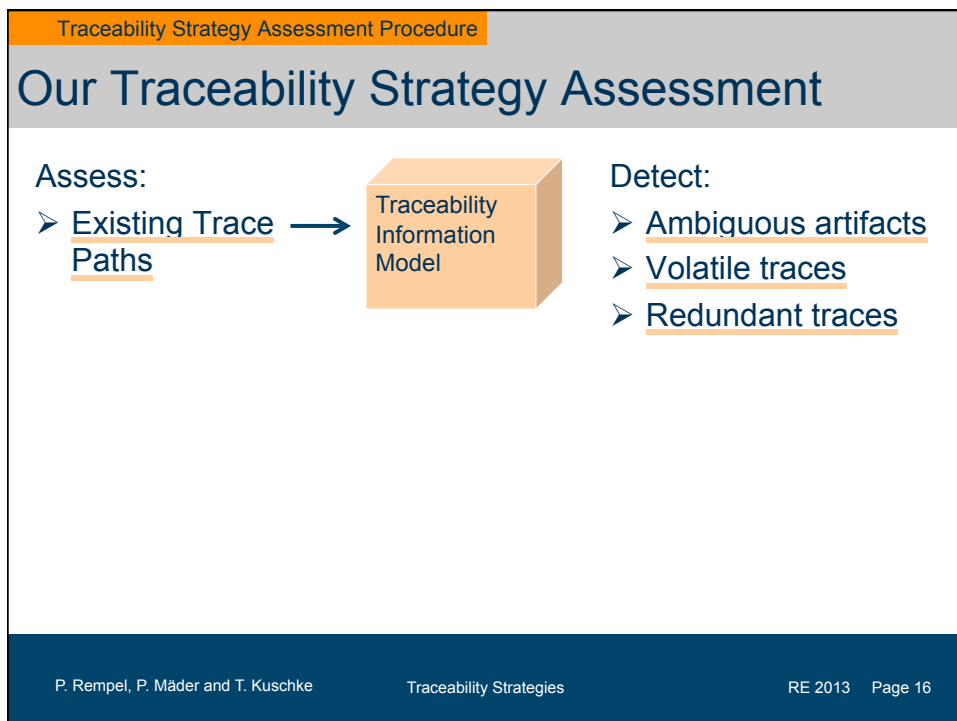 Traceability Strategy Assessment Procedure
Our Traceability Strategy Assessment
Assess:
➢ Existing Trace
Paths
Traceability
Information
Model
Detect:
➢ Ambiguous artifacts
➢ Volatile traces
➢ Redundant traces
P. Rempel, P. Mäder and T. Kuschke
Traceability Strategies
RE 2013 Page 16